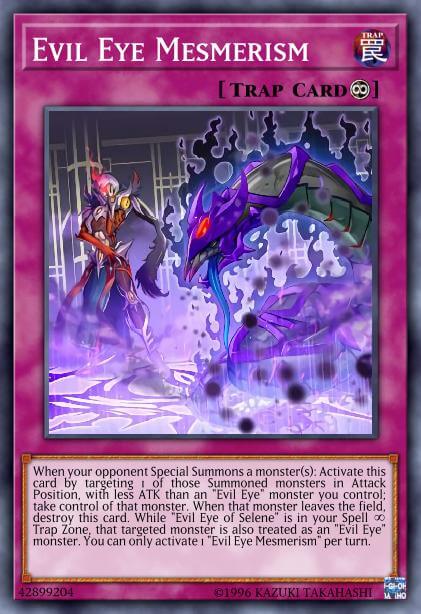 EVIL EYE MESMERISM
TRAP
罠
[TRAP CARD∞]
When your opponent Special Summons a monster(s): Activate this
card by targeting 1 of those Summoned monsters in Attack
Position, with less ATK than an "Evil Eye" monster you control;
take control of that monster. When that monster leaves the field,
destroy this card. While "Evil Eye of Selene" is in your Spell ∞
Trap Zone, that targeted monster is also treated as an "Evil Eye"
monster. You can only activate 1 "Evil Eye Mesmerism" per turn.
42899204
©1996 KAZUKI TAKAHASHI